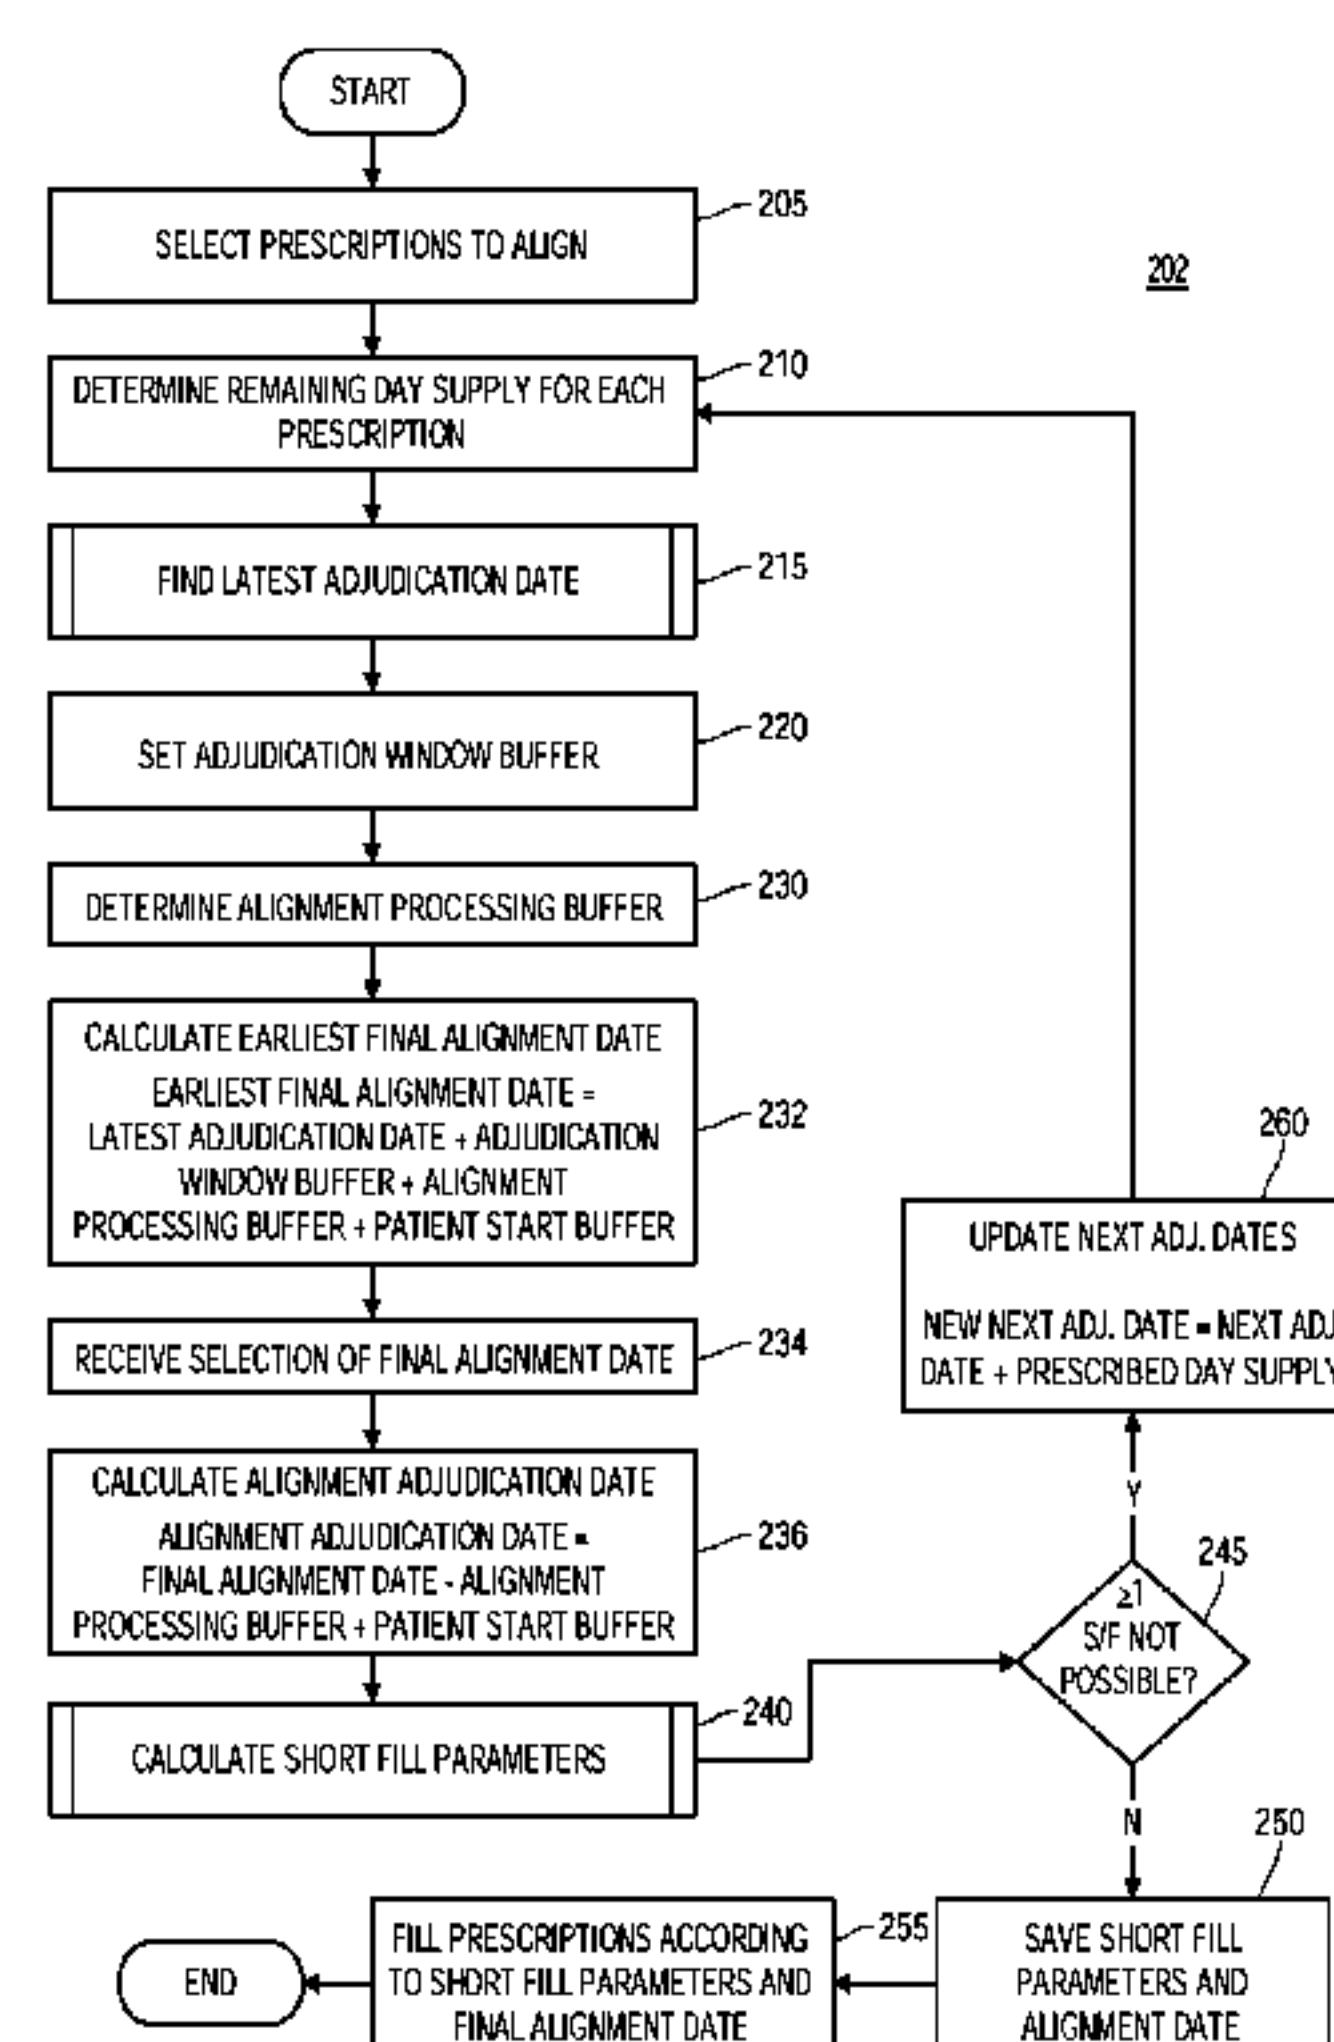 START
205
SELECT PRESCRIPTIONS TO ALIGN
202
210
DETERMINE REMAINING DAY SUPPLY FOR EACH
PRESCRIPTION
215
FIND LATEST ADJUDICATION DATE
220
SET ADJUDICATION WINDOW BUFFER
230
DETERMINE ALIGNMENT PROCESSING BUFFER
CALCULATE EARLIEST FINAL ALIGNMENT DATE
EARLIEST FINAL ALIGNMENT DATE =
LATEST ADJUDICATION DATE + ADJUDICATION
WINDOW BUFFER + ALIGNMENT
PROCESSING BUFFER + PATIENT START BUFFER
232
234
RECEIVE SELECTION OF FINAL ALIGNMENT DATE
CALCULATE ALIGNMENT ADJUDICATION DATE
ALIGNMENT ADJUDICATION DATE =
FINAL ALIGNMENT DATE - ALIGNMENT
PROCESSING BUFFER + PATIENT START BUFFER
236
240
CALCULATE SHORT FILL PARAMETERS
245
≥1
S/F NOT
POSSIBLE?
Y
260
UPDATE NEXT ADJ. DATES
NEW NEXT ADJ. DATE = NEXT ADJ.
DATE + PRESCRIBED DAY SUPPLY
N
250
SAVE SHORT FILL
PARAMETERS AND
ALIGNMENT DATE
255
FILL PRESCRIPTIONS ACCORDING
TO SHORT FILL PARAMETERS AND
FINAL ALIGNMENT DATE
END